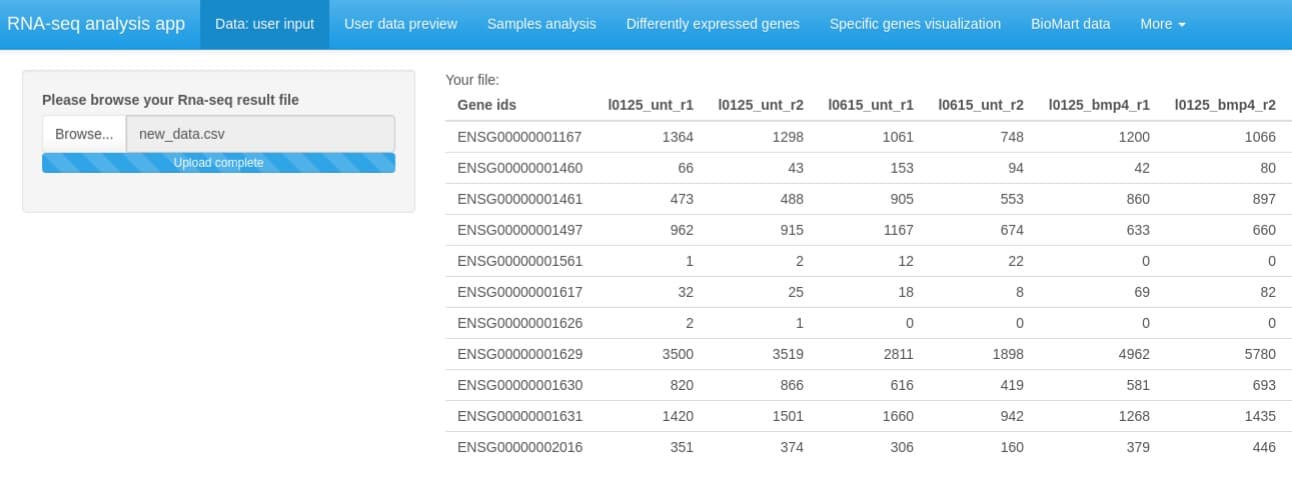 RNA-seq analysis app Data: user input User data preview Samples analysis Differently expressed genes Specific genes visualization BioMart data More
Please browse your Rna-seq result file
Browse... new_data.csv
Upload complete
Your file:
Gene ids l0125_unt_r1 l0125_unt_r2 l0615_unt_r1 l0615_unt_r2 l0125_bmp4_r1 l0125_bmp4_r2
ENSG00000001167 1364 1298 1061 748 1200 1066
ENSG00000001460 66 43 153 94 42 80
ENSG00000001461 473 488 905 553 860 897
ENSG00000001497 962 915 1167 674 633 660
ENSG00000001561 1 2 12 22 0 0
ENSG00000001617 32 25 18 8 69 82
ENSG00000001626 2 1 0 0 0 0
ENSG00000001629 3500 3519 2811 1898 4962 5780
ENSG00000001630 820 866 616 419 581 693
ENSG00000001631 1420 1501 1660 942 1268 1435
ENSG00000002016 351 374 306 160 379 446